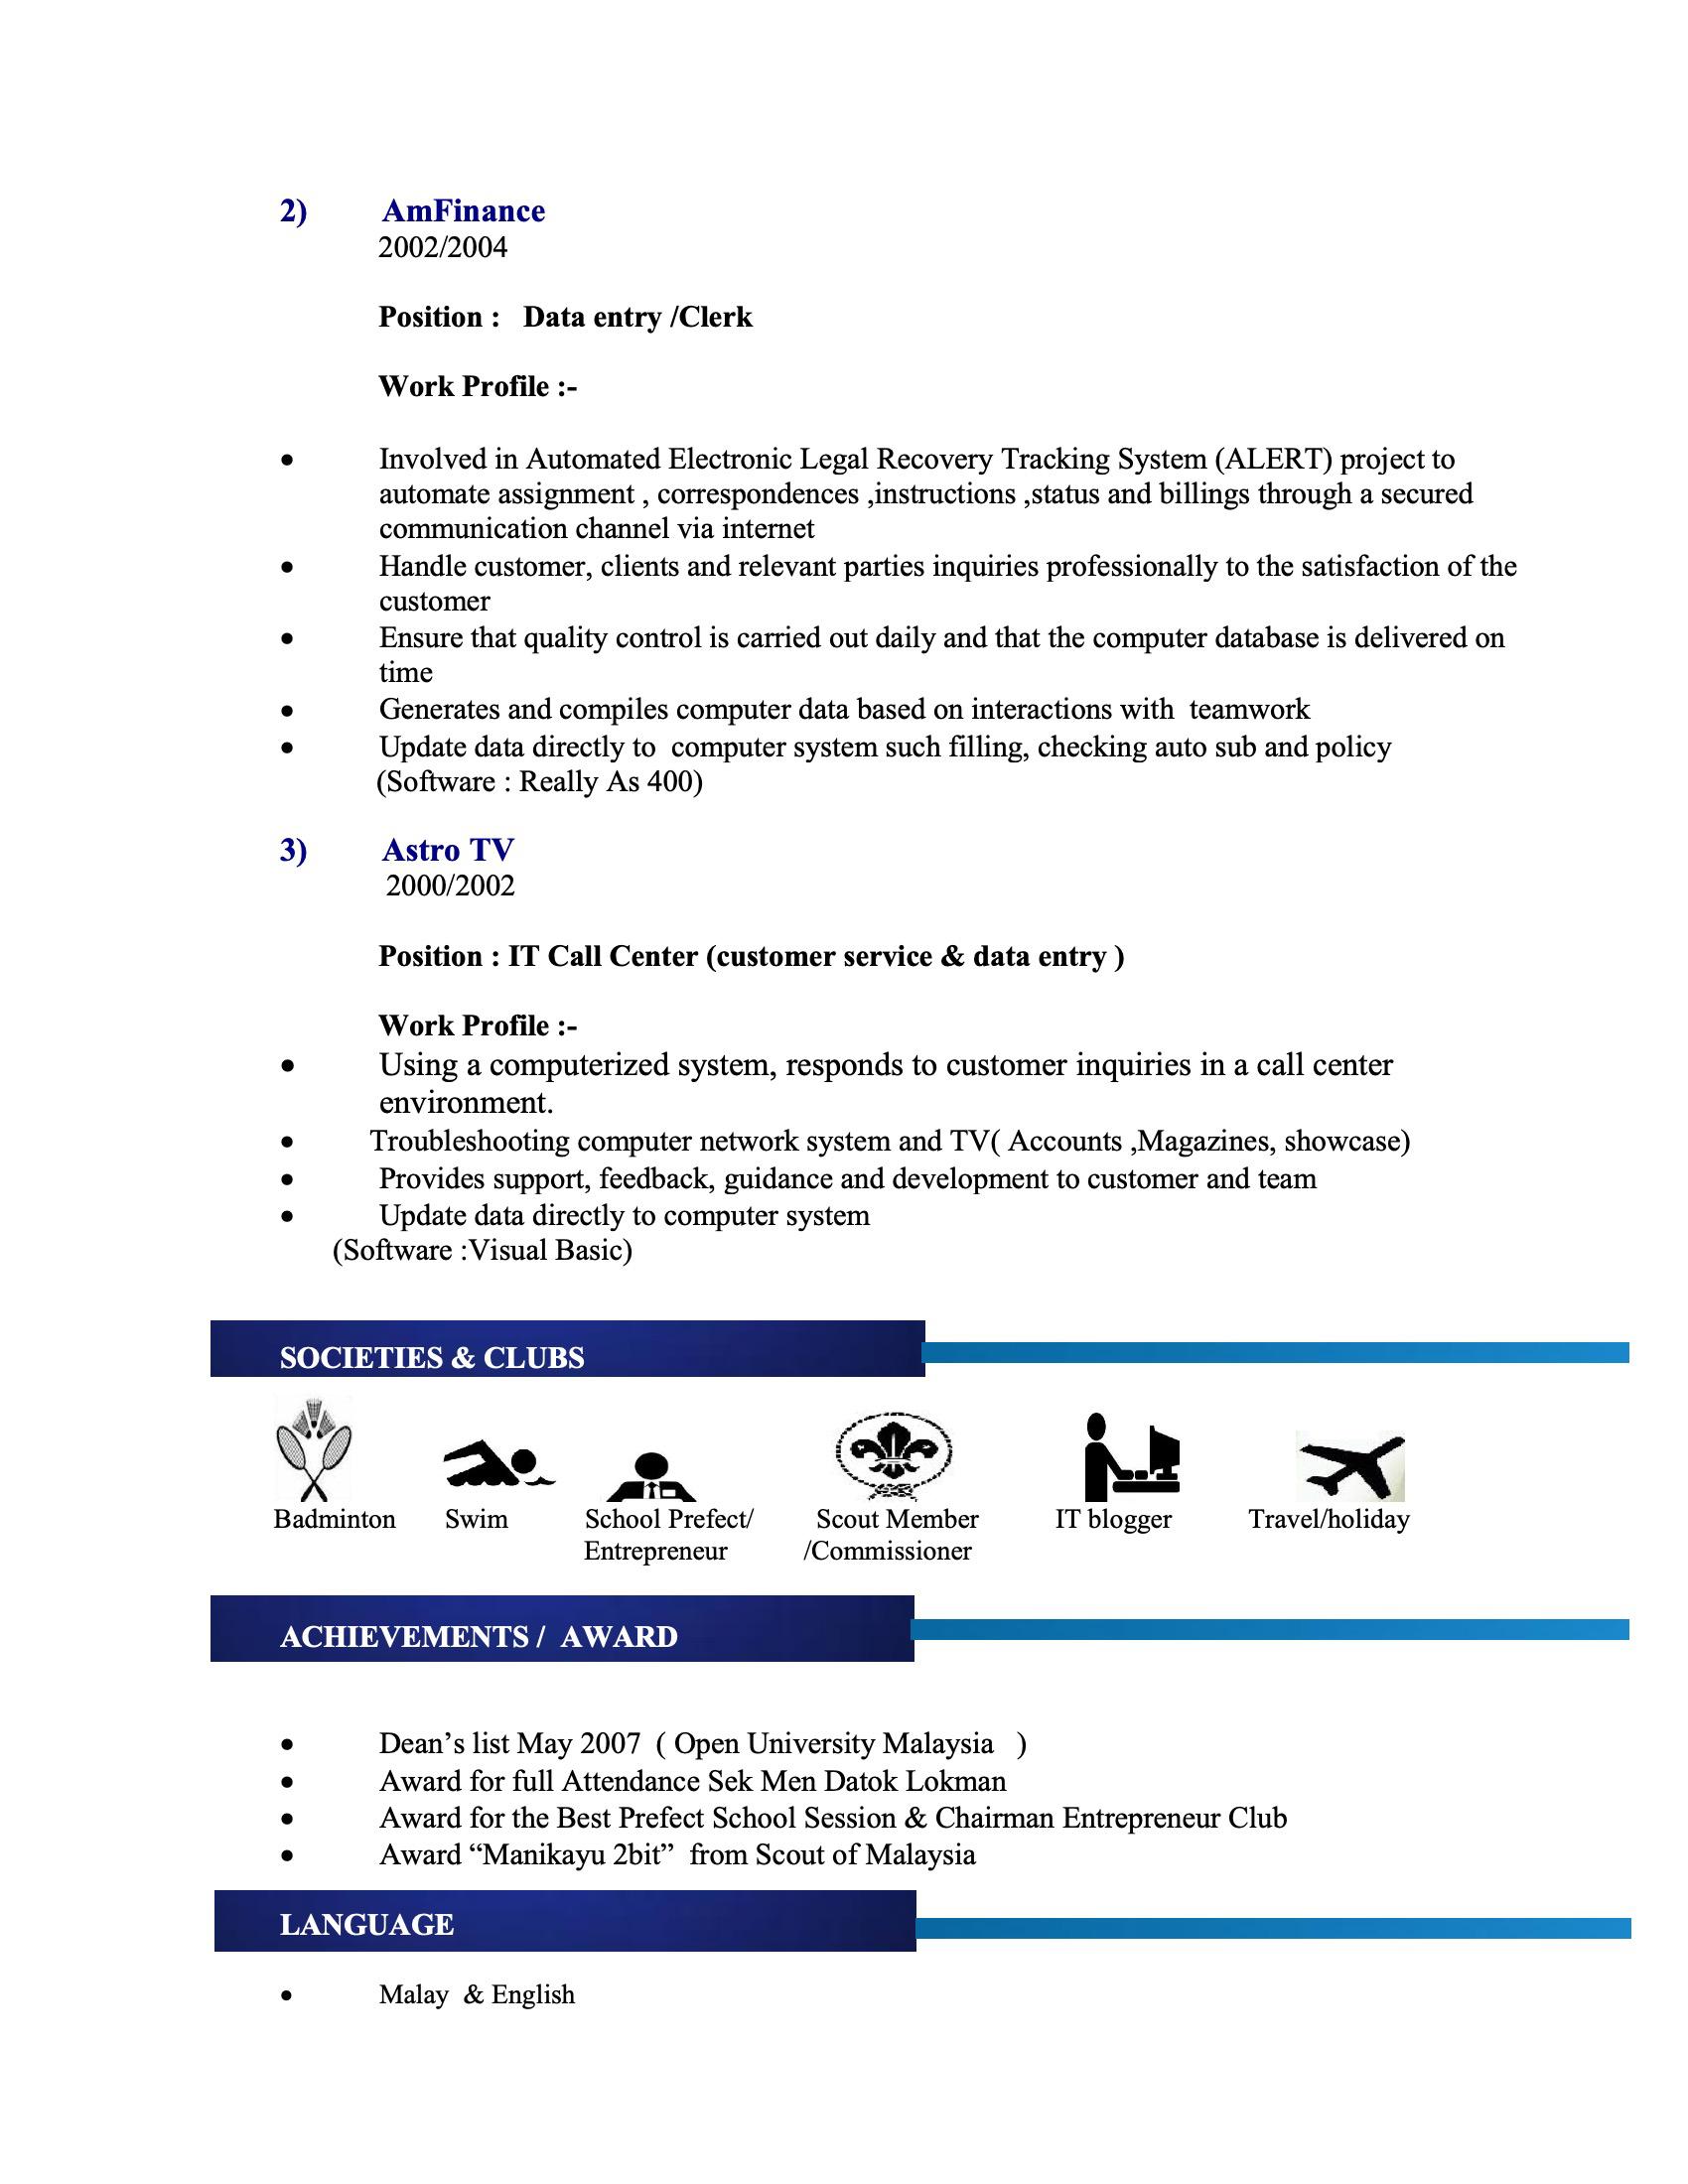 2) AmFinance
2002/2004
Position : Data entry /Clerk
Work Profile :-
• Involved in Automated Electronic Legal Recovery Tracking System (ALERT) project to
automate assignment , correspondences ,instructions ,status and billings through a secured
communication channel via internet
• Handle customer, clients and relevant parties inquiries professionally to the satisfaction of the
customer
• Ensure that quality control is carried out daily and that the computer database is delivered on
time
• Generates and compiles computer data based on interactions with teamwork
• Update data directly to computer system such filling, checking auto sub and policy
(Software : Really As 400)
3) Astro TV
2000/2002
Position : IT Call Center (customer service & data entry )
Work Profile :-
• Using a computerized system, responds to customer inquiries in a call center
environment.
• Troubleshooting computer network system and TV( Accounts ,Magazines, showcase)
• Provides support, feedback, guidance and development to customer and team
• Update data directly to computer system
(Software :Visual Basic)
SOCIETIES & CLUBS
Badminton Swim School Prefect/ Scout Member IT blogger Travel/holiday
Entrepreneur /Commissioner
ACHIEVEMENTS / AWARD
• Dean’s list May 2007 ( Open University Malaysia )
• Award for full Attendance Sek Men Datok Lokman
• Award for the Best Prefect School Session & Chairman Entrepreneur Club
• Award “Manikayu 2bit” from Scout of Malaysia
LANGUAGE
• Malay & English